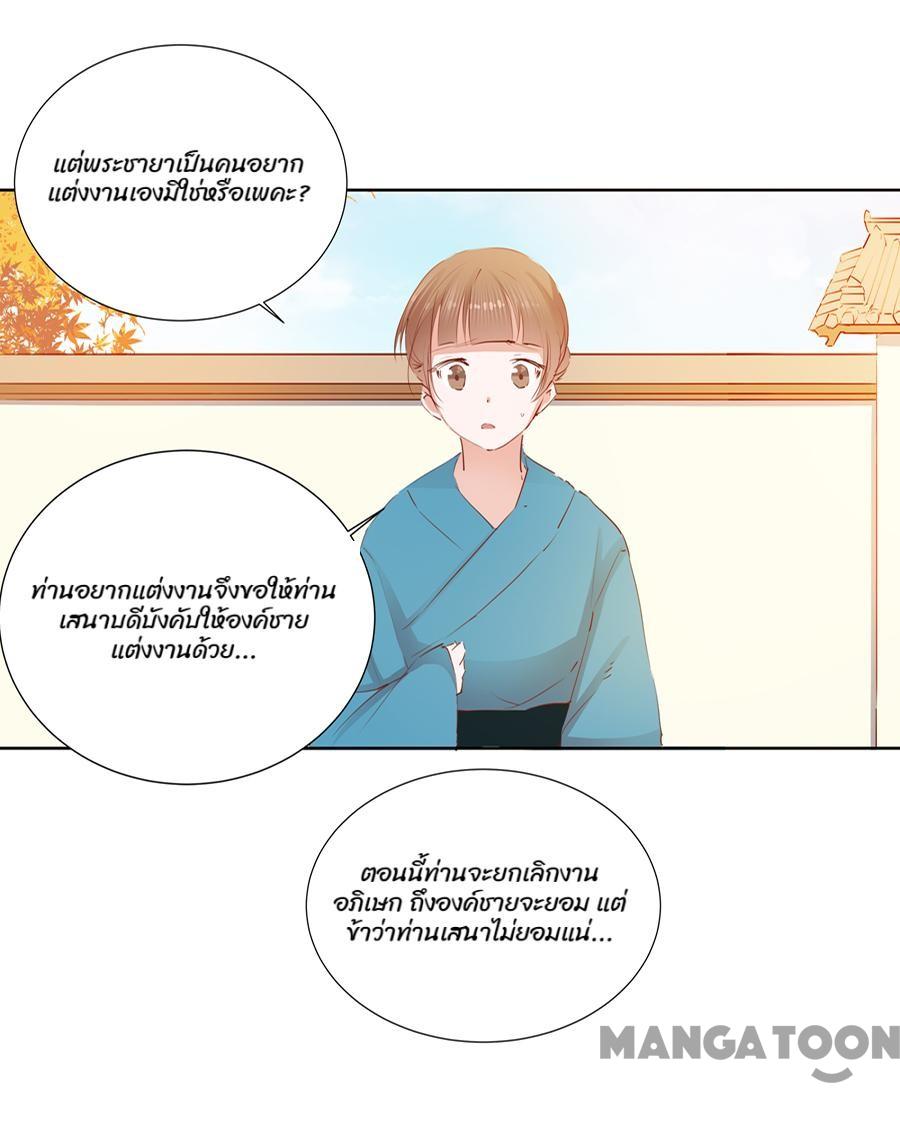 แต่พระชายาเป็นคนอยาก
แต่งงานเองมิใช่หรือเพคะ?
ท่านอยากแต่งงานจึงขอให้ท่าน
เสนาบดีบังคับให้องค์ชาย
แต่งงานด้วย...
ตอนนี้ท่านจะยกเลิกงาน
อภิเษก ถึงองค์ชายจะยอม แต่
ข้าว่าท่านเสนาไม่ยอมแน่...
MANGATOON